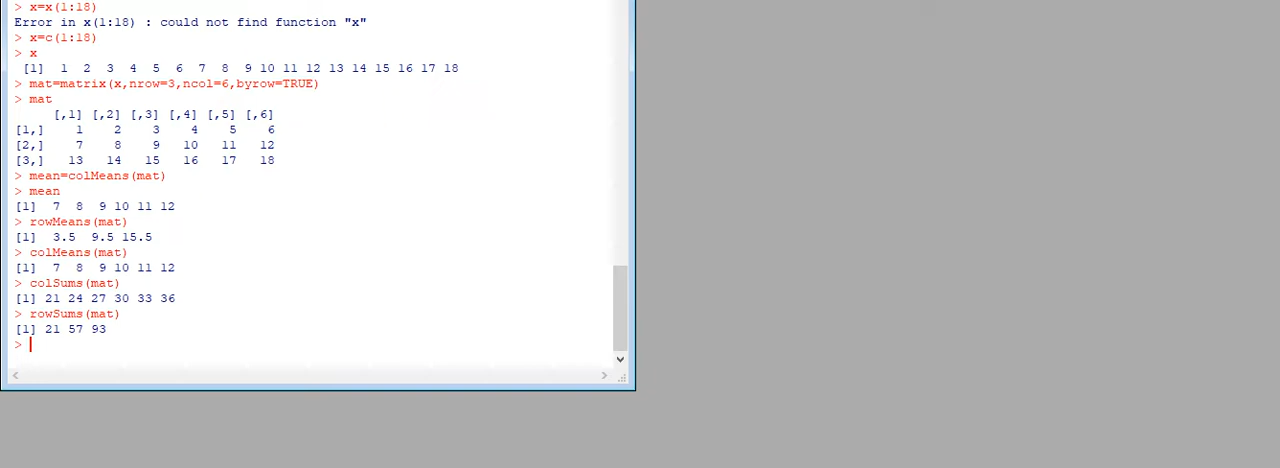 > x=x(1:18)
Error in x(1:18) : could not find function "x"
> x=c(1:18)
> x
 [1]  1  2  3  4  5  6  7  8  9 10 11 12 13 14 15 16 17 18
> mat=matrix(x,nrow=3,ncol=6,byrow=TRUE)
> mat
     [,1] [,2] [,3] [,4] [,5] [,6]
[1,]    1    2    3    4    5    6
[2,]    7    8    9   10   11   12
[3,]   13   14   15   16   17   18
> mean=colMeans(mat)
> mean
[1]  7  8  9 10 11 12
> rowMeans(mat)
[1]  3.5  9.5 15.5
> colMeans(mat)
[1]  7  8  9 10 11 12
> colSums(mat)
[1] 21 24 27 30 33 36
> rowSums(mat)
[1] 21 57 93
>